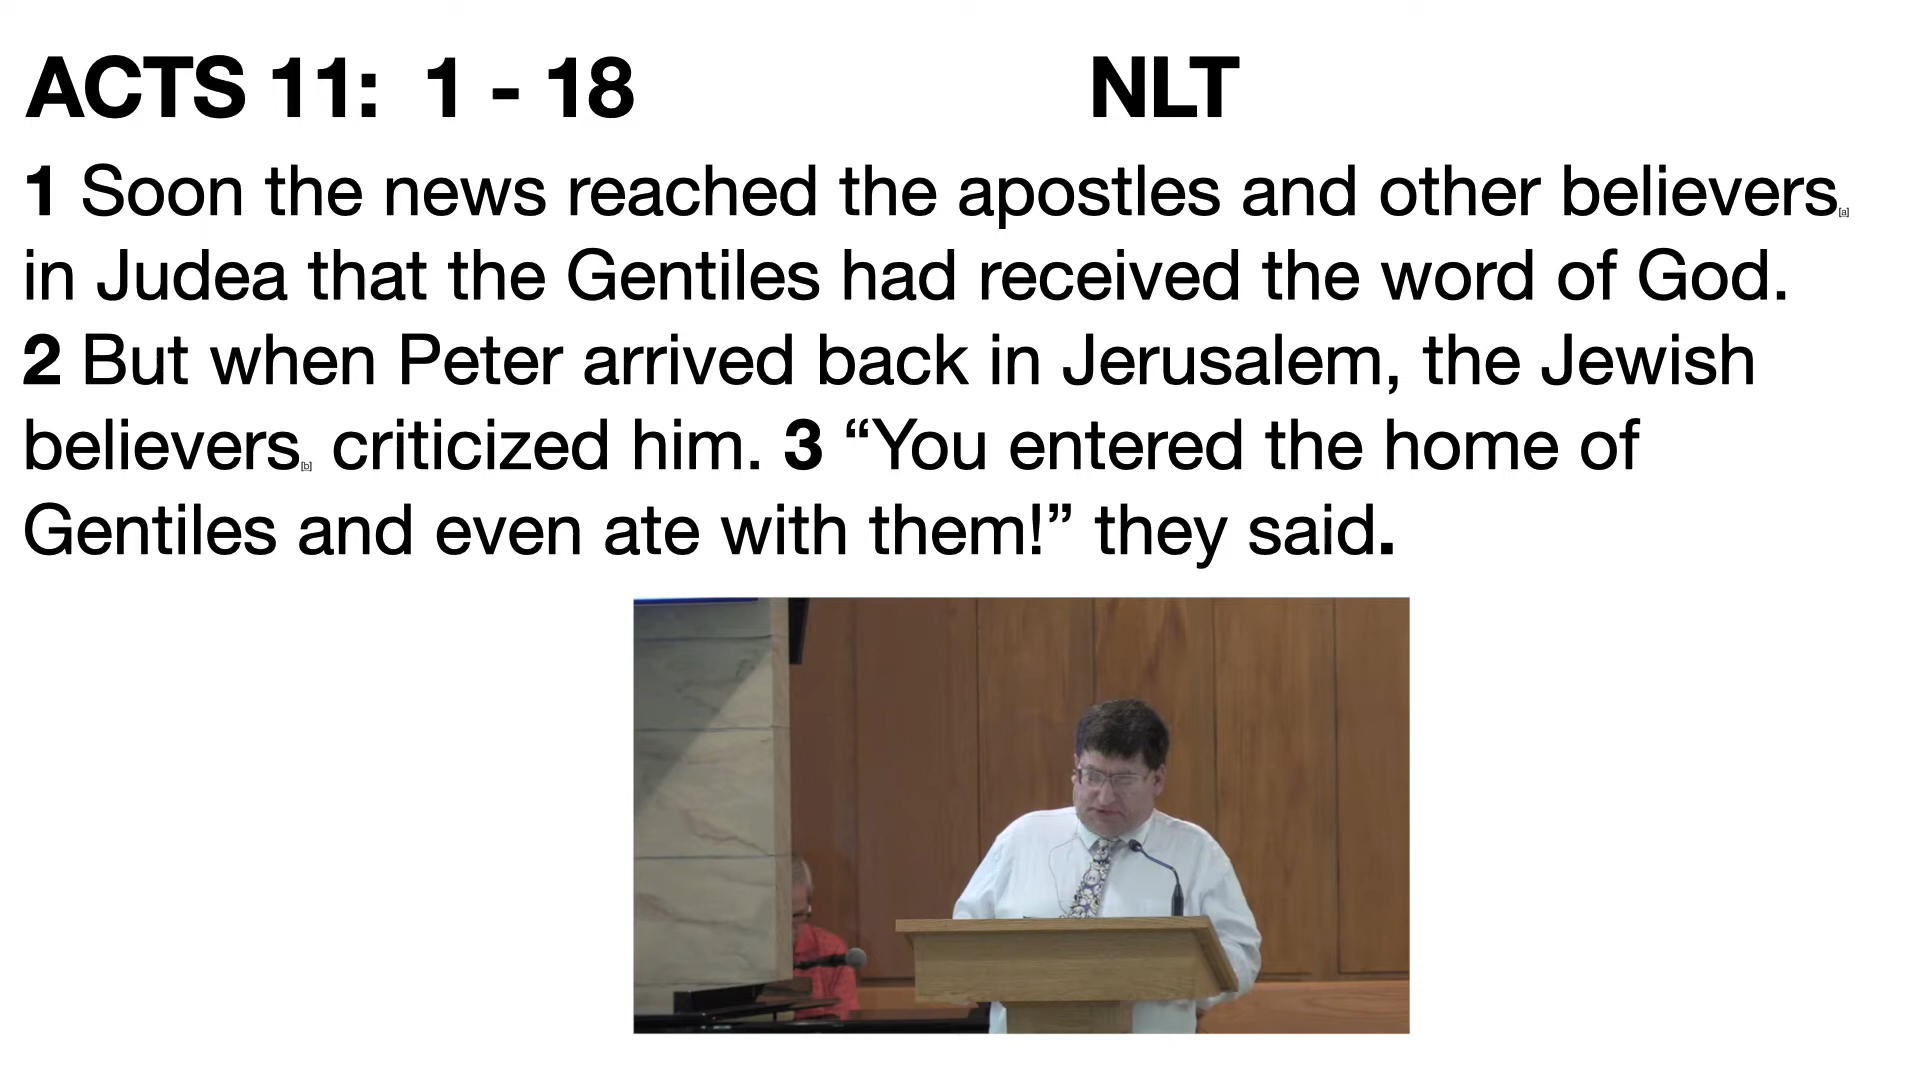 ACTS 11: 1 - 18 NLT
1 Soon the news reached the apostles and other believers[a]
in Judea that the Gentiles had received the word of God.
2 But when Peter arrived back in Jerusalem, the Jewish
believers[b] criticized him. 3 “You entered the home of
Gentiles and even ate with them!” they said.